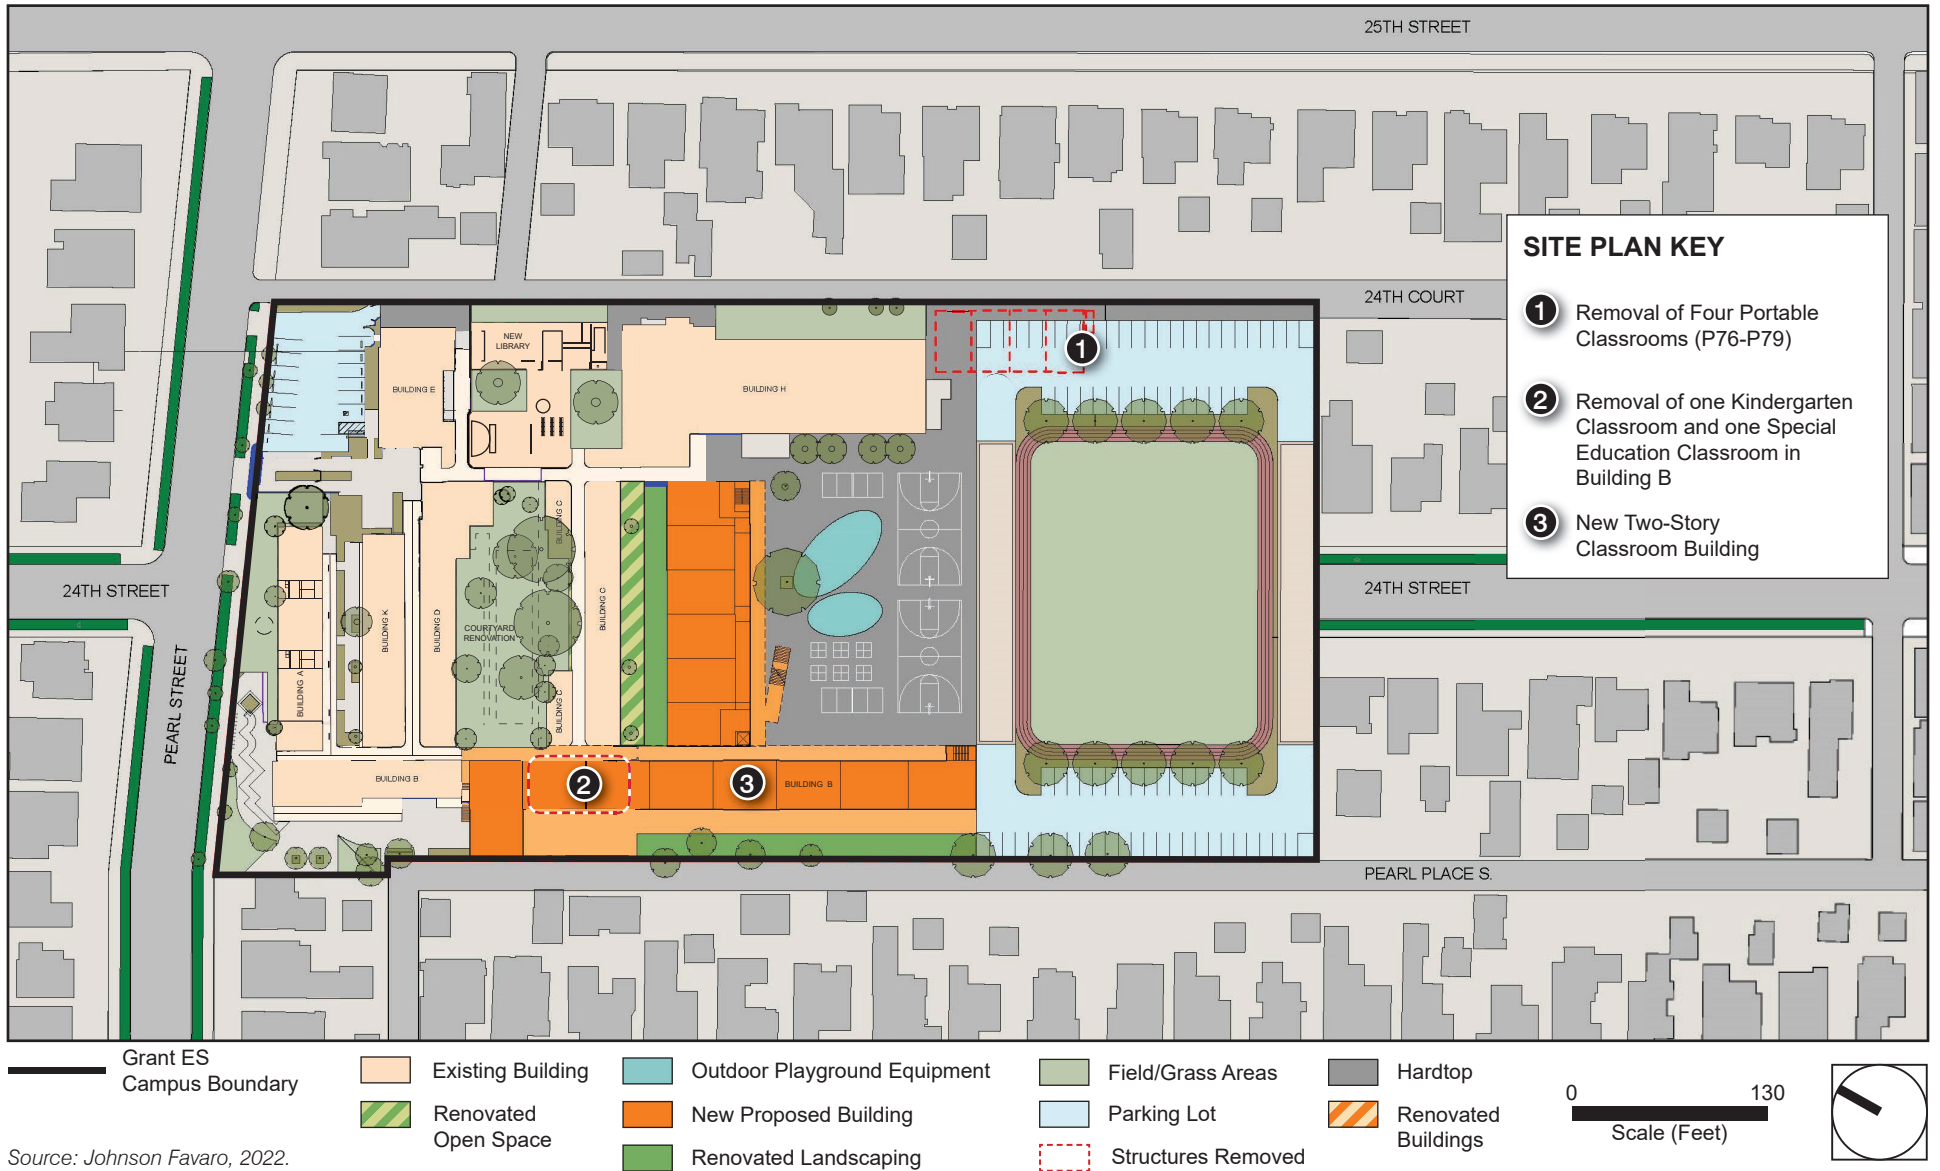 25TH STREET
SITE PLAN KEY
1 Removal of Four Portable
Classrooms (P76-P79)
2 Removal of one Kindergarten
Classroom and one Special
Education Classroom in
Building B
3 New Two-Story
Classroom Building
24TH COURT
NEW
LIBRARY
BUILDING E
BUILDING H
1
BUILDING C
24TH STREET
24TH STREET
BUILDING K
BUILDING D
COURTYARD
RENOVATION
BUILDING C
BUILDING A
BUILDING C
PEARL STREET
BUILDING B
2
3
BUILDING B
PEARL PLACE S.
Grant ES
Campus Boundary
Existing Building
Renovated
Open Space
Outdoor Playground Equipment
New Proposed Building
Renovated Landscaping
Field/Grass Areas
Parking Lot
Structures Removed
Hardtop
Renovated
Buildings
0 130
Scale (Feet)
Source: Johnson Favaro, 2022.